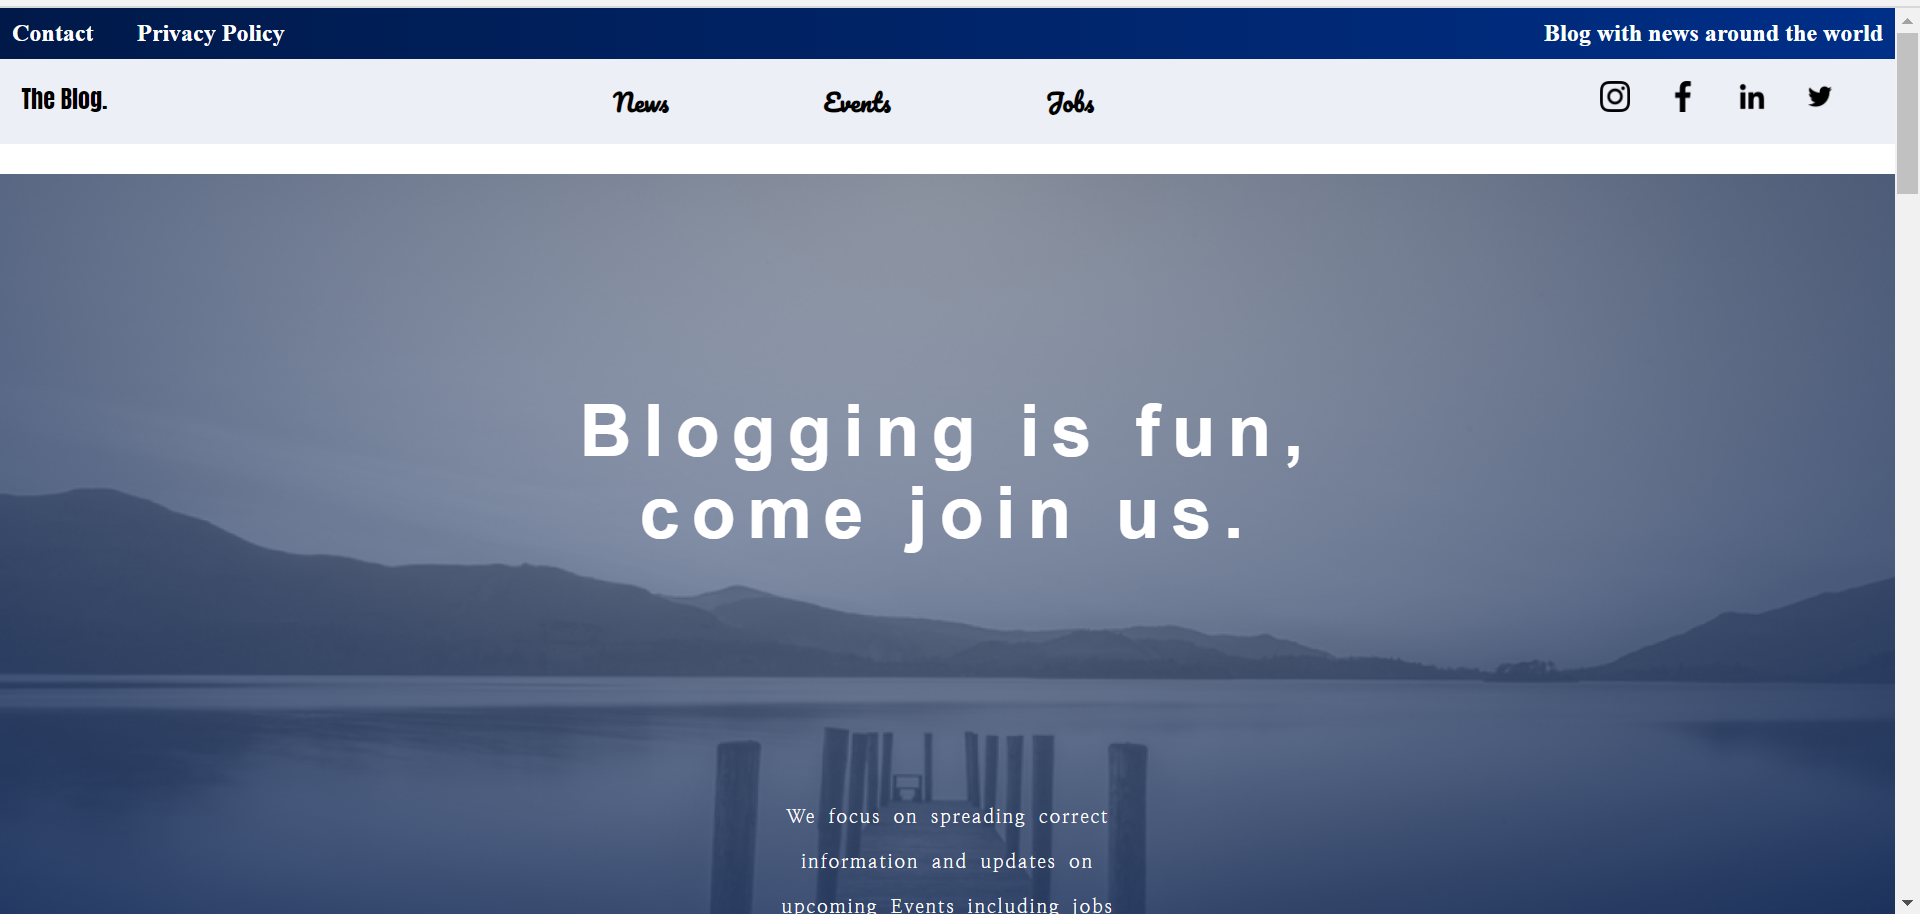 Contact Privacy Policy Blog with news around the world
The Blog. News Events Jobs
Blogging is fun,
come join us.
We focus on spreading correct
information and updates on
upcoming Events including jobs